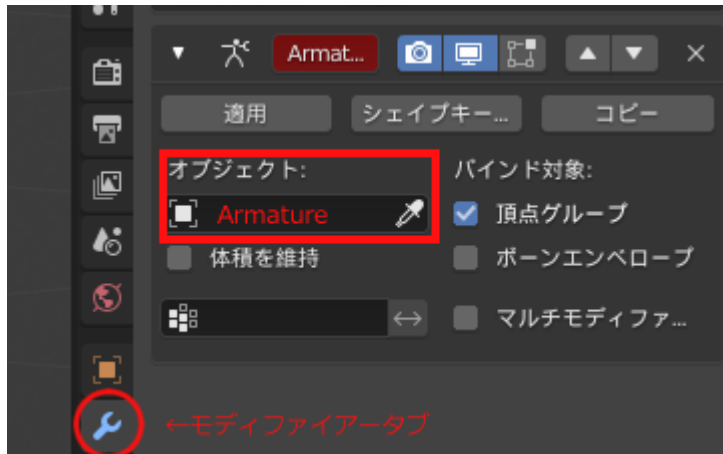 Armat...
適用 シェイプキー... コピー
オブジェクト: バインド対象:
Armature 頂点グループ
体積を維持 ボーンエンベロープ
マルチモディファ...
←モディファイアータブ